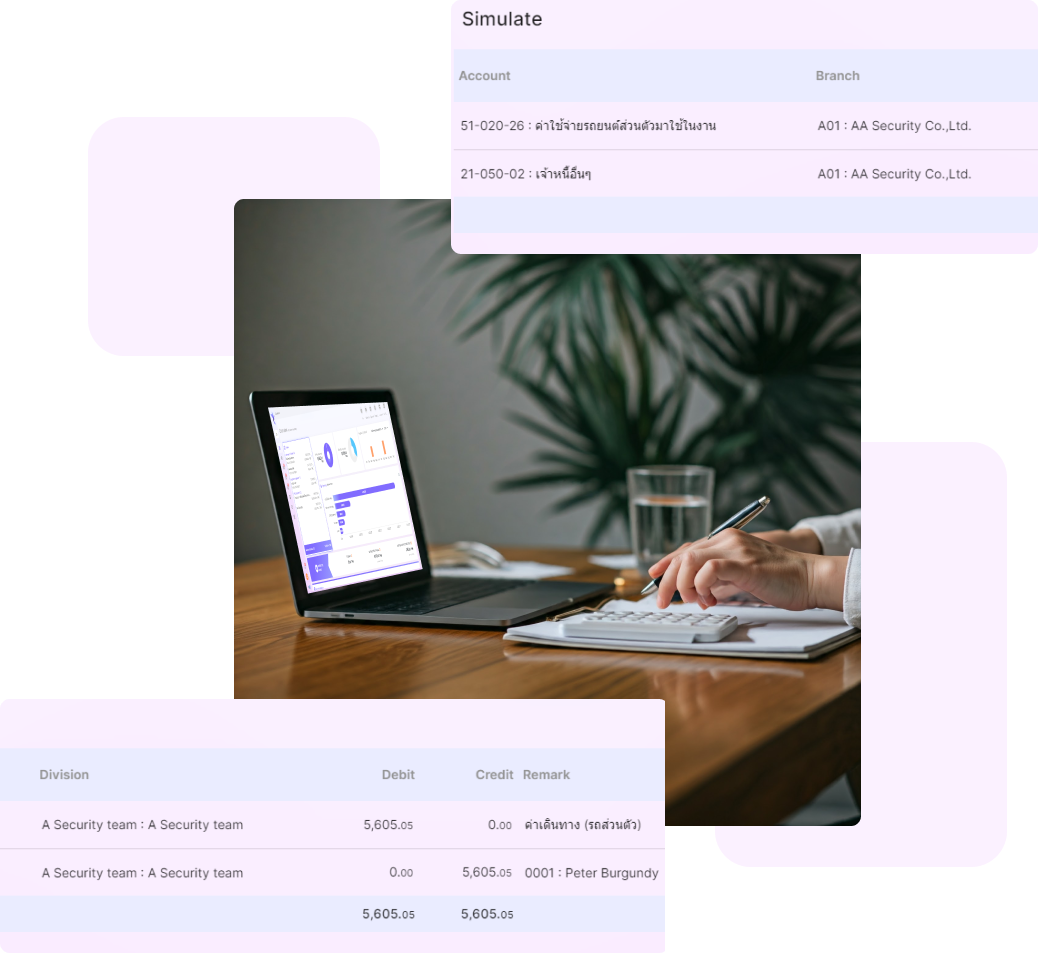 Simulate
Account Branch
51-020-26 : ค่าใช้จ่ายรถยนต์ส่วนตัวมาใช้ในงาน A01 : AA Security Co.,Ltd.
21-050-02 : เจ้าหนี้อื่นๆ A01 : AA Security Co.,Ltd.
Division Debit Credit Remark
A Security team : A Security team 5,605.05 0.00 ค่าเดินทาง (รถส่วนตัว)
A Security team : A Security team 0.00 5,605.05 0001 : Peter Burgundy
5,605.05 5,605.05